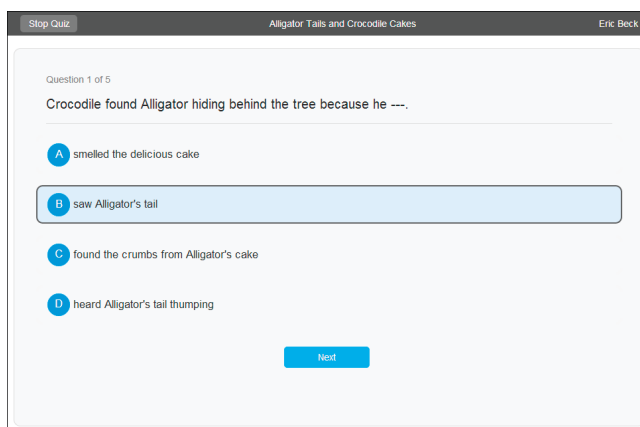 Stop Quiz
Alligator Tails and Crocodile Cakes
Eric Beck
Question 1 of 5
Crocodile found Alligator hiding behind the tree because he ---.
A smelled the delicious cake
B saw Alligator's tail
C found the crumbs from Alligator's cake
D heard Alligator's tail thumping
Next